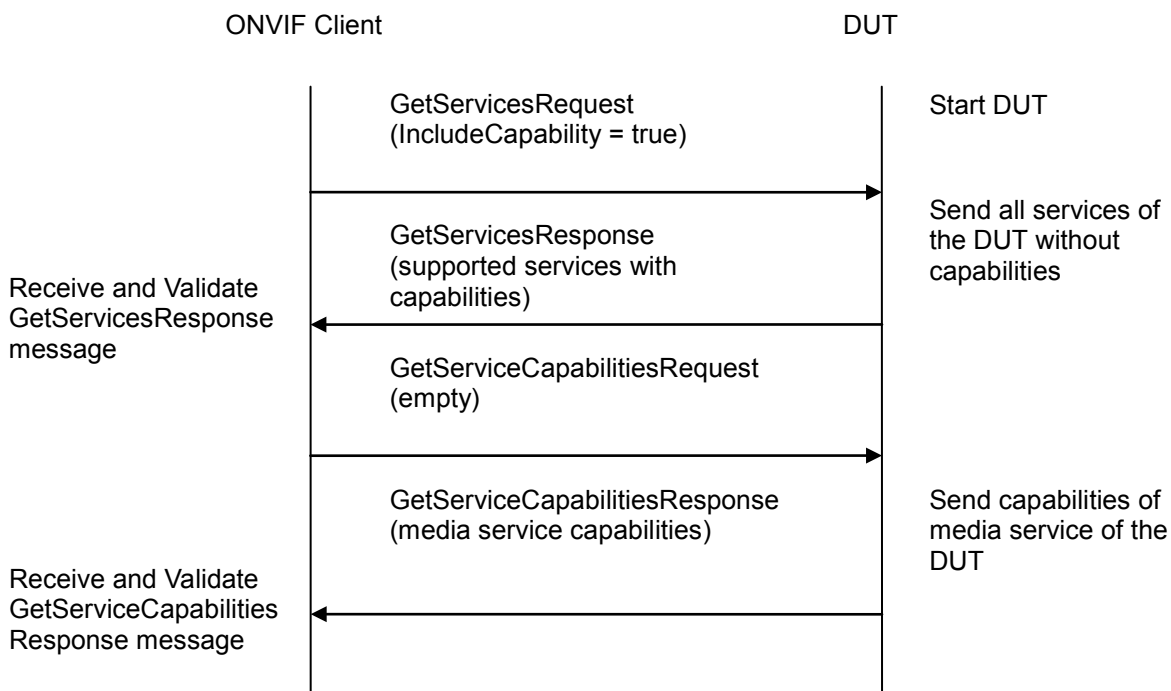 ONVIF Client
DUT
GetServicesRequest
(IncludeCapability = true)
Start DUT
Send all services of
the DUT without
capabilities
GetServicesResponse
(supported services with
capabilities)
Receive and Validate
GetServicesResponse
message
GetServiceCapabilitiesRequest
(empty)
GetServiceCapabilitiesResponse
(media service capabilities)
Send capabilities of
media service of the
DUT
Receive and Validate
GetServiceCapabilities
Response message